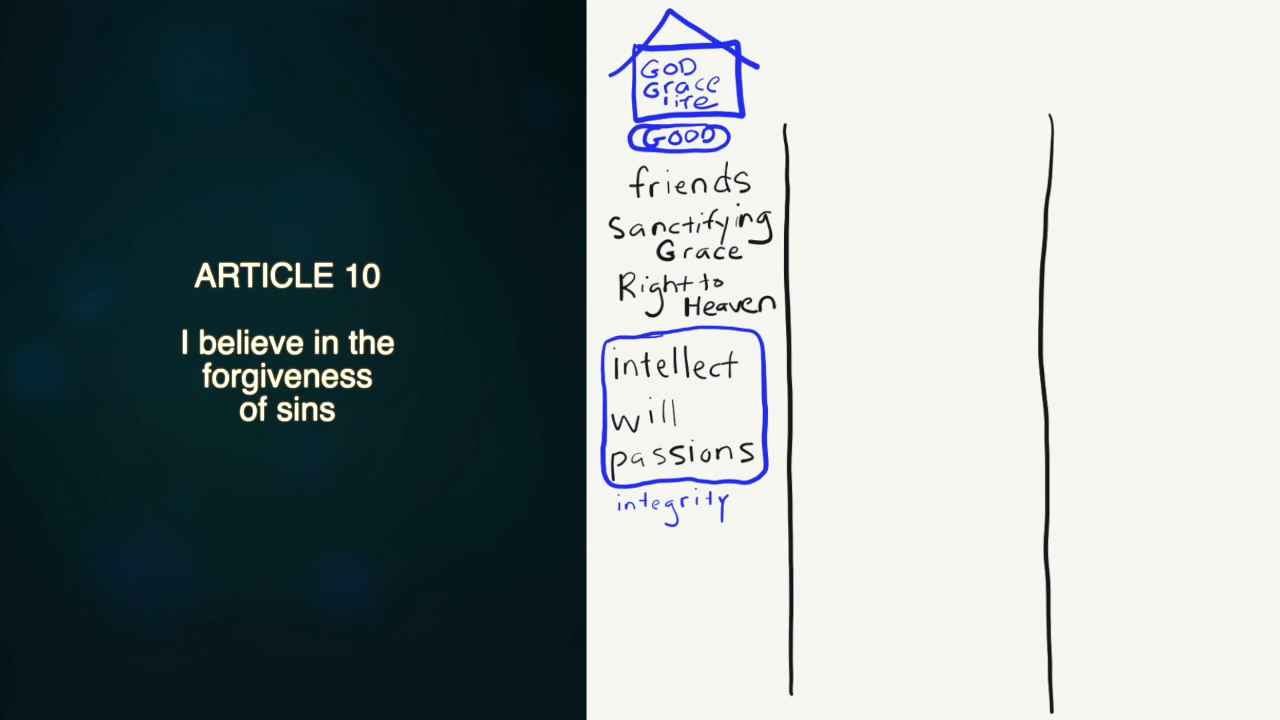 ARTICLE 10
I believe in the
forgiveness
of sins
GOD
Grace
life
GOOD
friends
Sanctifying
Grace
Right to
Heaven
intellect
will
passions
integrity